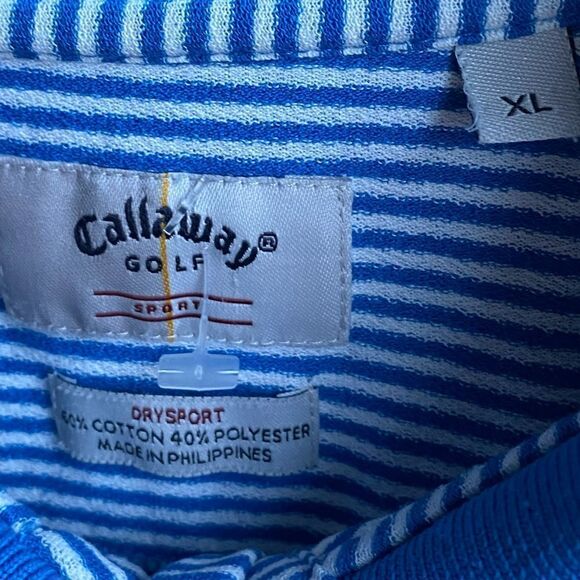 XL
Callaway®
GOLF
SPORT
DRYSPORT
60% COTTON 40% POLYESTER
MADE IN PHILIPPINES